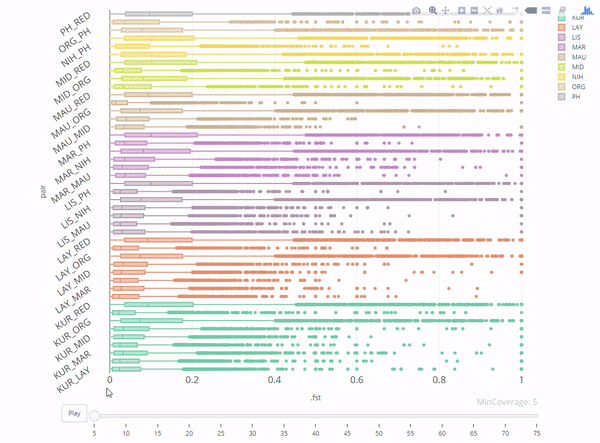 PH_RED
ORG_PH
NIH_PH
MID_RED
MID_ORG
MAU_RED
MAU_ORG
MAU_MID
MAR_PH
MAR_NIH
MAR_MAU
LIS_PH
LIS_NIH
LIS_MAU
LAY_RED
LAY_ORG
LAY_MID
LAY_MAR
KUR_RED
KUR_ORG
KUR_MID
KUR_MAR
KUR_LAY
pair
KUR
LAY
LIS
MAR
MAU
MID
NIH
ORG
PH
0 0.2 0.4 0.6 0.8 1
.fst
MinCoverage: 5
Play
5 10 15 20 25 30 35 40 45 50 55 60 65 70 75